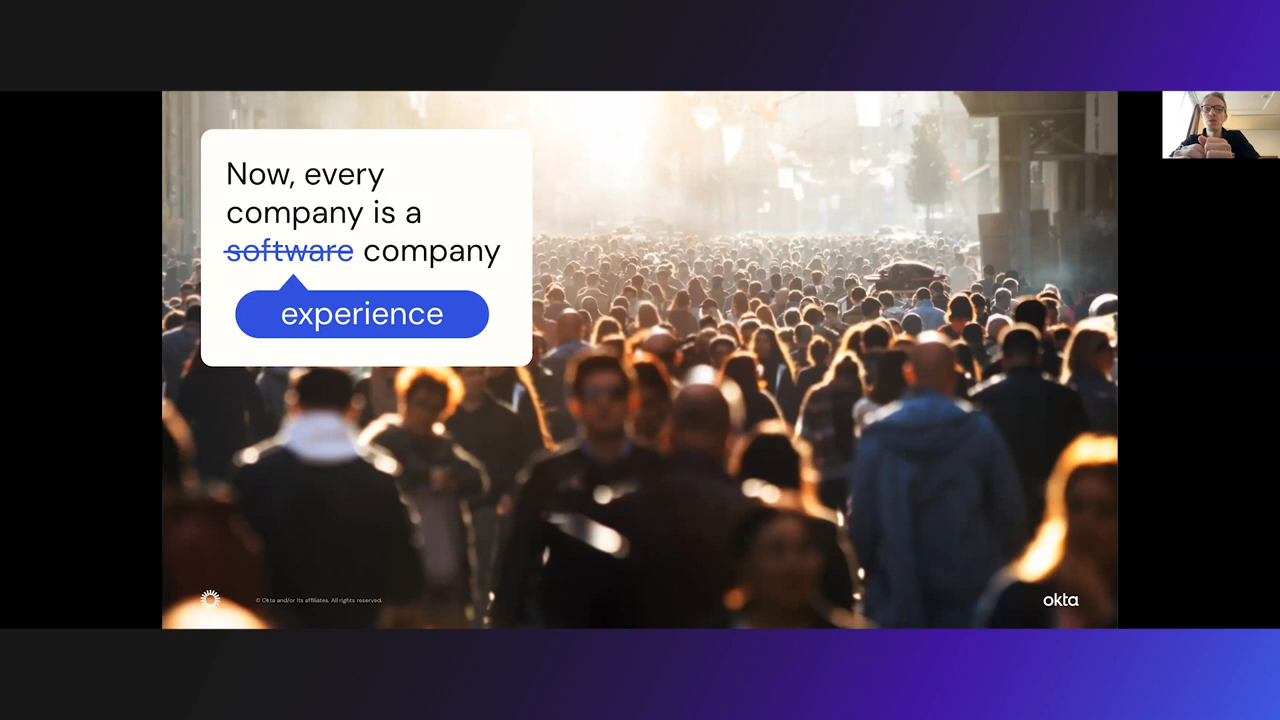 Now, every
company is a
software company
experience
© Okta and/or its affiliates. All rights reserved.
okta